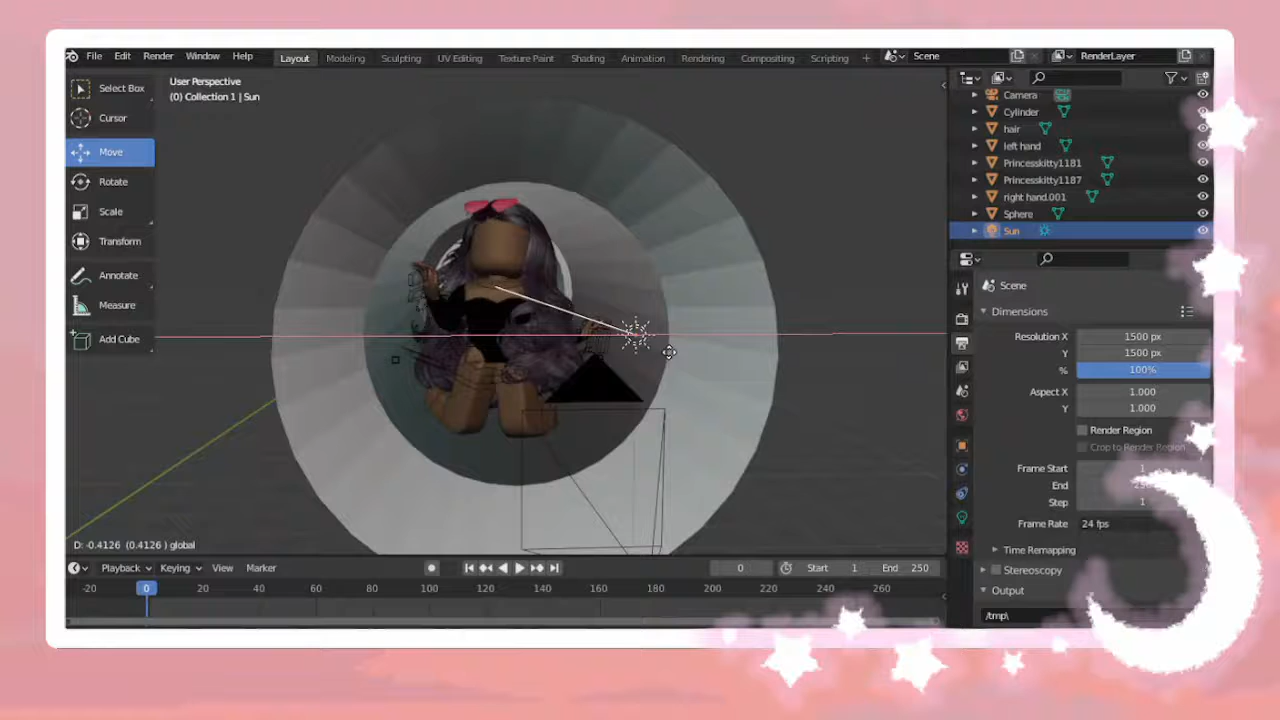 File Edit Render Window Help Layout Modeling Sculpting UV Editing Texture Paint Shading Animation Rendering Compositing Scripting + Scene RenderLayer
User Perspective
(0) Collection 1 | Sun
Select Box
Cursor
Move
Rotate
Scale
Transform
Annotate
Measure
Add Cube
D: -0.4126 (0.4126 ) global
Camera
Cylinder
hair
left hand
Princesskitty1181
Princesskitty1187
right hand.001
Sphere
Sun
Scene
Dimensions
Resolution X 1500 px
Y 1500 px
% 100%
Aspect X 1.000
Y 1.000
Render Region
Crop to Render Region
Frame Start 1
End
Step 1
Frame Rate 24 fps
Time Remapping
Stereoscopy
Output
/tmp\
Playback Keying View Marker 0 Start 1 End 250
-20 0 20 40 60 80 100 120 140 160 180 200 220 240 260